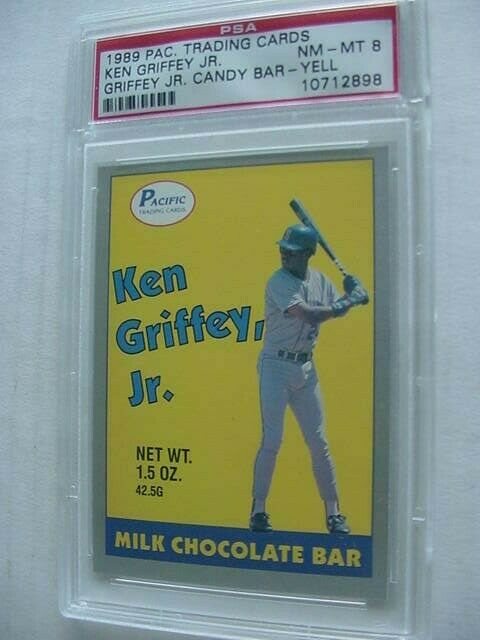 PSA
1989 PAC. TRADING CARDS
KEN GRIFFEY JR. NM-MT 8
GRIFFEY JR. CANDY BAR-YELL
10712898
PACIFIC
TRADING CARDS
Ken
Griffey,
Jr.
NET WT.
1.5 OZ.
42.5G
MILK CHOCOLATE BAR